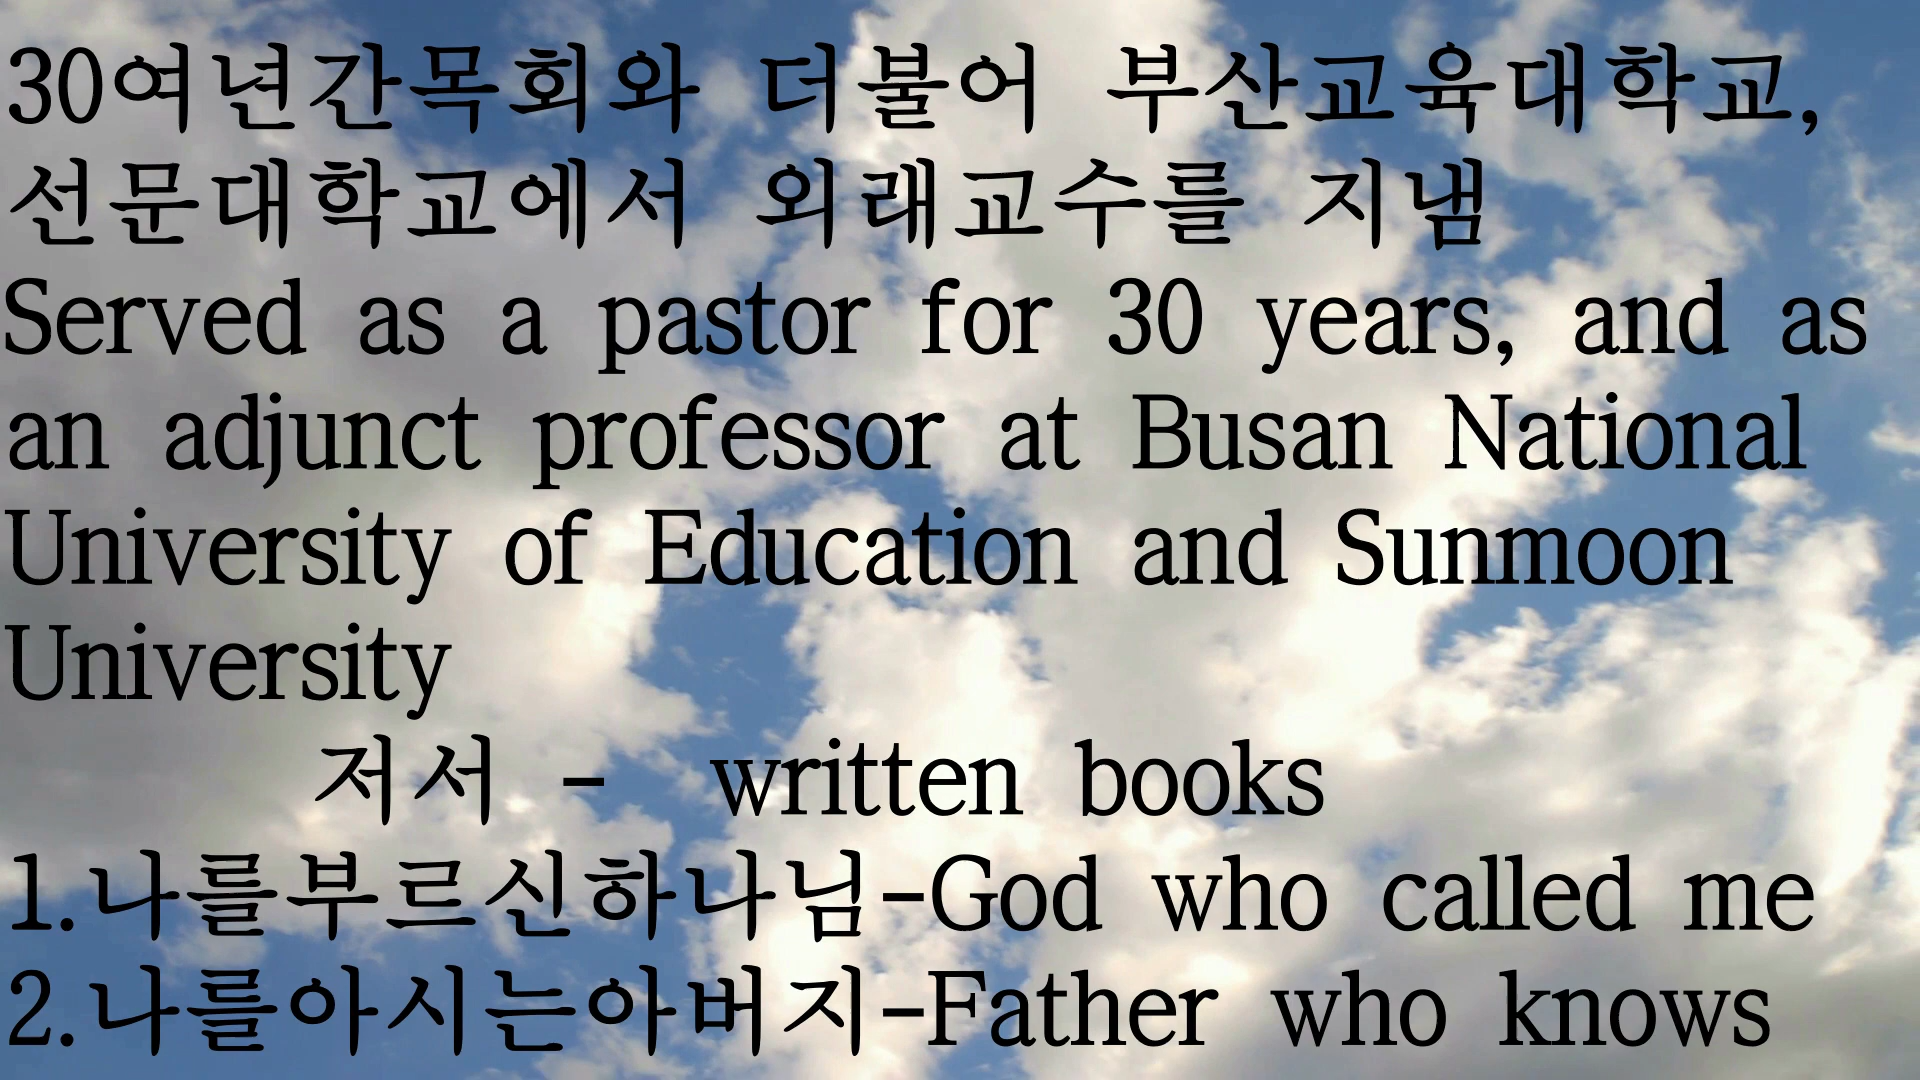 30여년간목회와 더불어 부산교육대학교,
선문대학교에서 외래교수를 지냄
Served as a pastor for 30 years, and as
an adjunct professor at Busan National
University of Education and Sunmoon
University
저서 - written books
1.나를부르신하나님-God who called me
2.나를아시는아버지-Father who knows